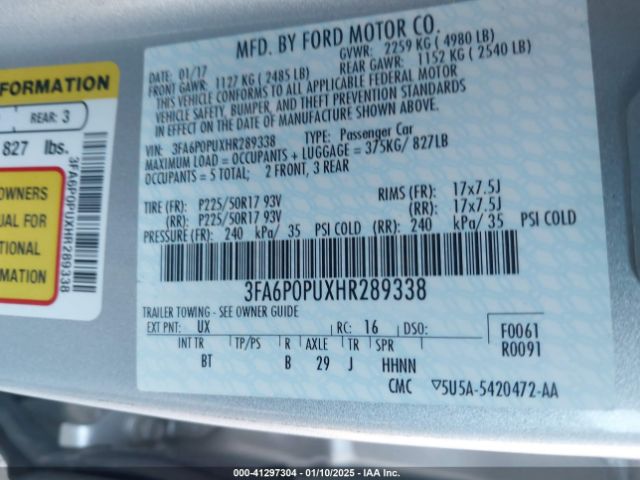 MFD. BY FORD MOTOR CO.
DATE: 01/17
GVWR: 2259 KG ( 4980 LB)
FRONT GAWR: 1127 KG ( 2485 LB)
REAR GAWR: 1152 KG ( 2540 LB)
THIS VEHICLE CONFORMS TO ALL APPLICABLE FEDERAL MOTOR
VEHICLE SAFETY, BUMPER, AND THEFT PREVENTION STANDARDS
IN EFFECT ON THE DATE OF MANUFACTURE SHOWN ABOVE.
VIN: 3FA6P0PUXHR289338 TYPE: Passenger Car
MAXIMUM LOAD = OCCUPANTS + LUGGAGE = 375KG/ 827LB
OCCUPANTS = 5 TOTAL; 2 FRONT, 3 REAR
TIRE (FR): P225/50R17 93V RIMS (FR): 17x7.5J
(RR): P225/50R17 93V (RR): 17x7.5J
PRESSURE (FR): 240 kPa/ 35 PSI COLD (RR): 240 kPa/ 35 PSI COLD
3FA6P0PUXHR289338
TRAILER TOWING - SEE OWNER GUIDE
EXT PNT: UX RC: 16 DSO: F0061
R0091
INT TR TP/PS R AXLE TR SPR
BT B 29 J HHNN
CMC ▽5U5A-5420472-AA
FORMATION
REAR: 3
827 lbs.
OWNERS
UAL FOR
TIONAL
RMATION
3FA6P0PUXHR289338
000-41297304 — 01/10/2025 — IAA Inc.